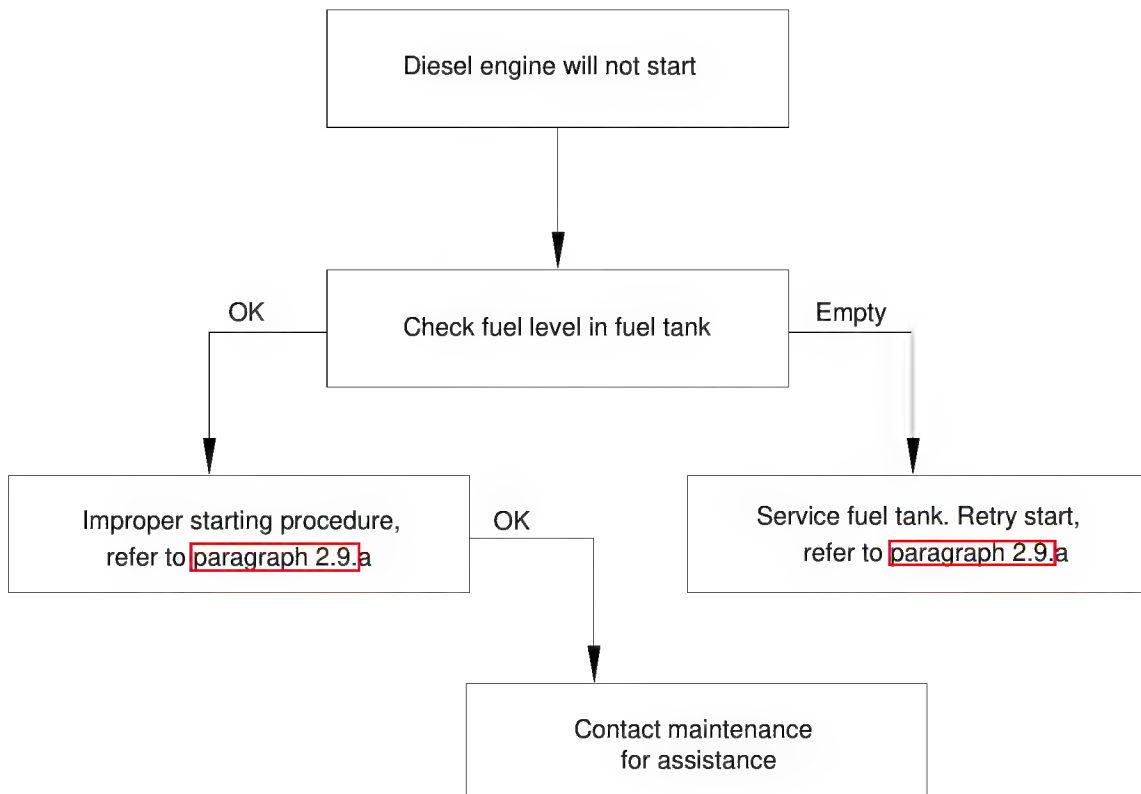 Diesel engine will not start
OK
Check fuel level in fuel tank
Empty
Improper starting procedure,
refer to paragraph 2.9.a
OK
Service fuel tank. Retry start,
refer to paragraph 2.9.a
Contact maintenance
for assistance